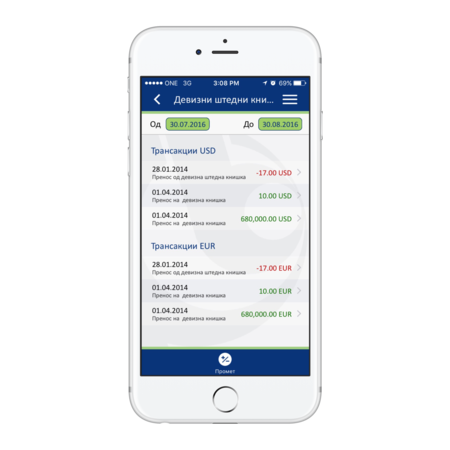 ONE 3G 3:08 PM 69%
Девизни штедни кни...
Од 30.07.2016 До 30.08.2016
Трансакции USD
28.01.2014
Пренос од девизна штедна книшка
-17.00 USD
01.04.2014
Пренос на девизна книшка
10.00 USD
01.04.2014
Пренос на девизна книшка
680,000.00 USD
Трансакции EUR
28.01.2014
Пренос од девизна штедна книшка
-17.00 EUR
01.04.2014
Пренос на девизна книшка
10.00 EUR
01.04.2014
Пренос на девизна книшка
680,000.00 EUR
Промет